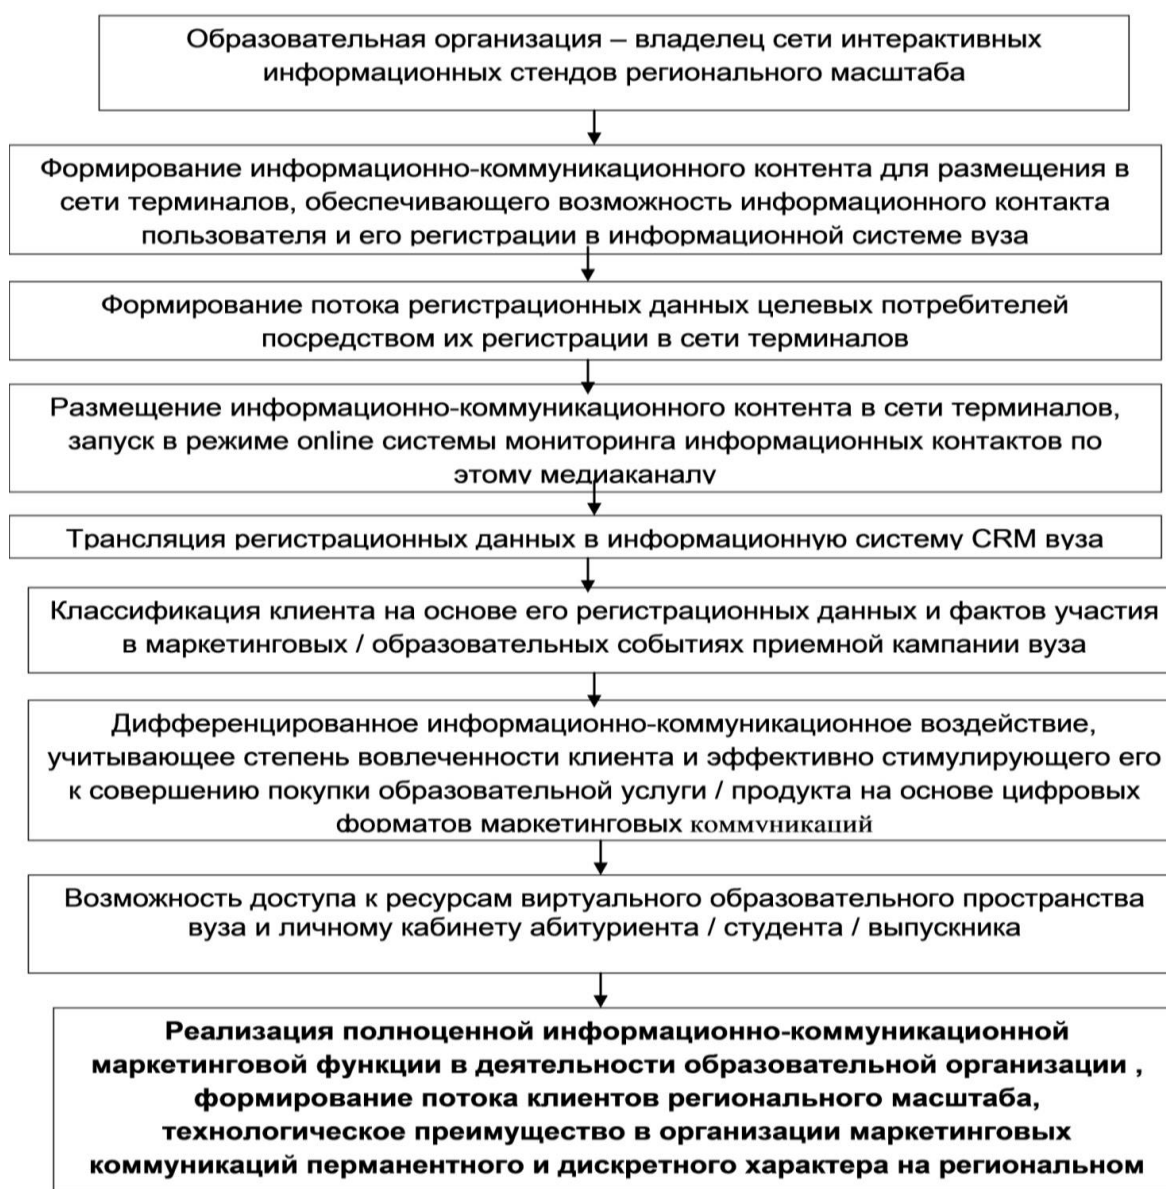 Образовательная организация – владелец сети интерактивных
информационных стендов регионального масштаба
Формирование информационно-коммуникационного контента для размещения в
сети терминалов, обеспечивающего возможность информационного контакта
пользователя и его регистрации в информационной системе вуза
Формирование потока регистрационных данных целевых потребителей
посредством их регистрации в сети терминалов
Размещение информационно-коммуникационного контента в сети терминалов,
запуск в режиме online системы мониторинга информационных контактов по
этому медиаканалу
Трансляция регистрационных данных в информационную систему CRM вуза
Классификация клиента на основе его регистрационных данных и фактов участия
в маркетинговых / образовательных событиях приемной кампании вуза
Дифференцированное информационно-коммуникационное воздействие,
учитывающее степень вовлеченности клиента и эффективно стимулирующего его
к совершению покупки образовательной услуги / продукта на основе цифровых
форматов маркетинговых коммуникаций
Возможность доступа к ресурсам виртуального образовательного пространства
вуза и личному кабинету абитуриента / студента / выпускника
Реализация полноценной информационно-коммуникационной
маркетинговой функции в деятельности образовательной организации ,
формирование потока клиентов регионального масштаба,
технологическое преимущество в организации маркетинговых
коммуникаций перманентного и дискретного характера на региональном